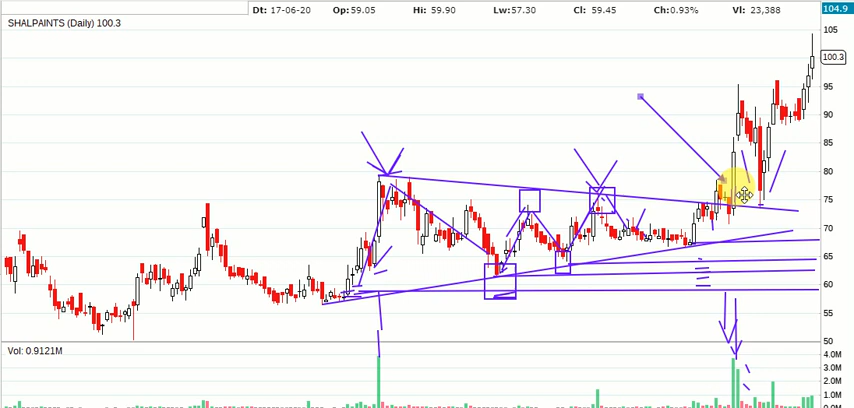 Dt: 17-06-20 Op:59.05 Hi: 59.90 Lw:57.30 Cl: 59.45 Ch:0.93% Vl: 23,388
104.9
SHALPAINTS (Daily) 100.3
105
100.3
95
90
85
80
75
70
65
60
55
50
Vol: 0.9121M
4.0M
3.0M
2.0M
1.0M
0.0M